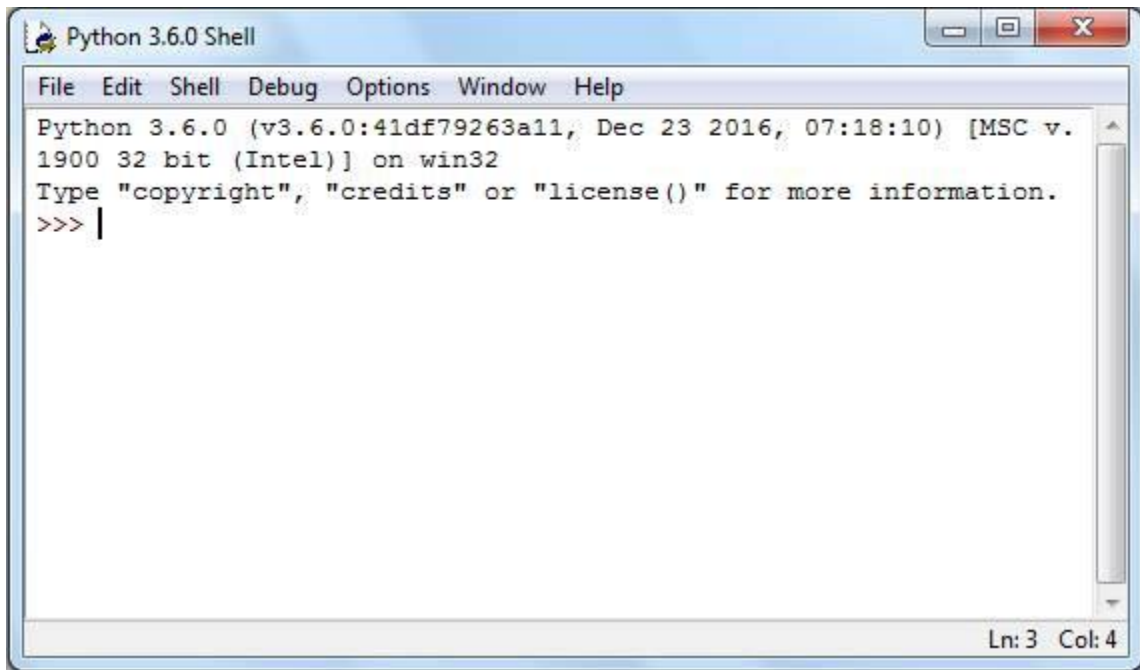 Python 3.6.0 Shell
File Edit Shell Debug Options Window Help
Python 3.6.0 (v3.6.0:41df79263a11, Dec 23 2016, 07:18:10) [MSC v.
1900 32 bit (Intel)] on win32
Type "copyright", "credits" or "license()" for more information.
>>>
Ln: 3 Col: 4